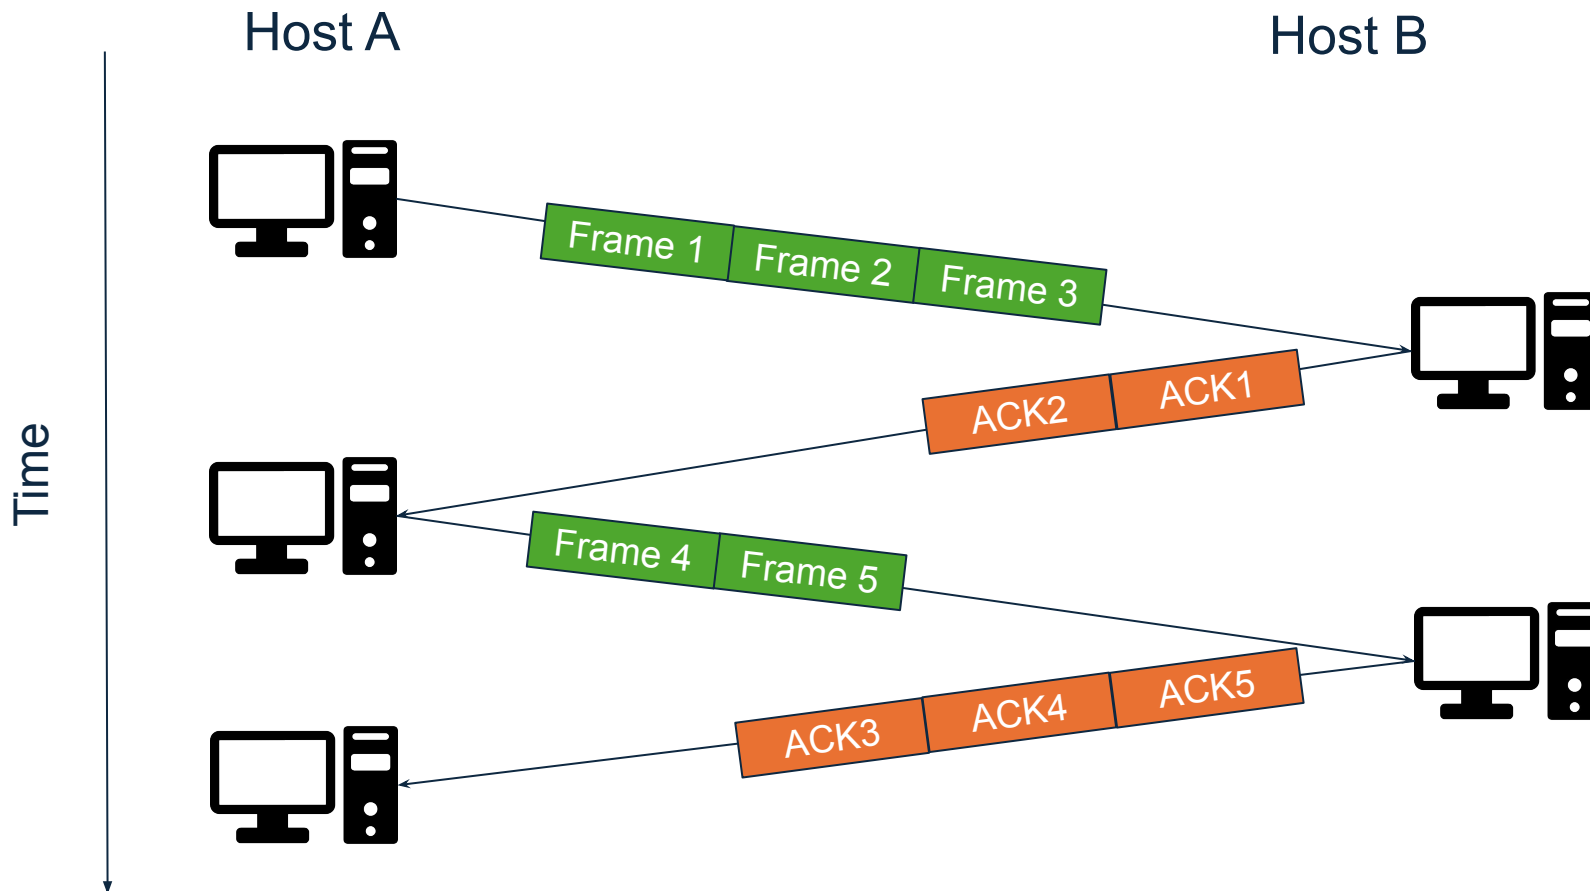 Host A
Host B
Time
Frame 1
Frame 2
Frame 3
ACK2
ACK1
Frame 4
Frame 5
ACK3
ACK4
ACK5